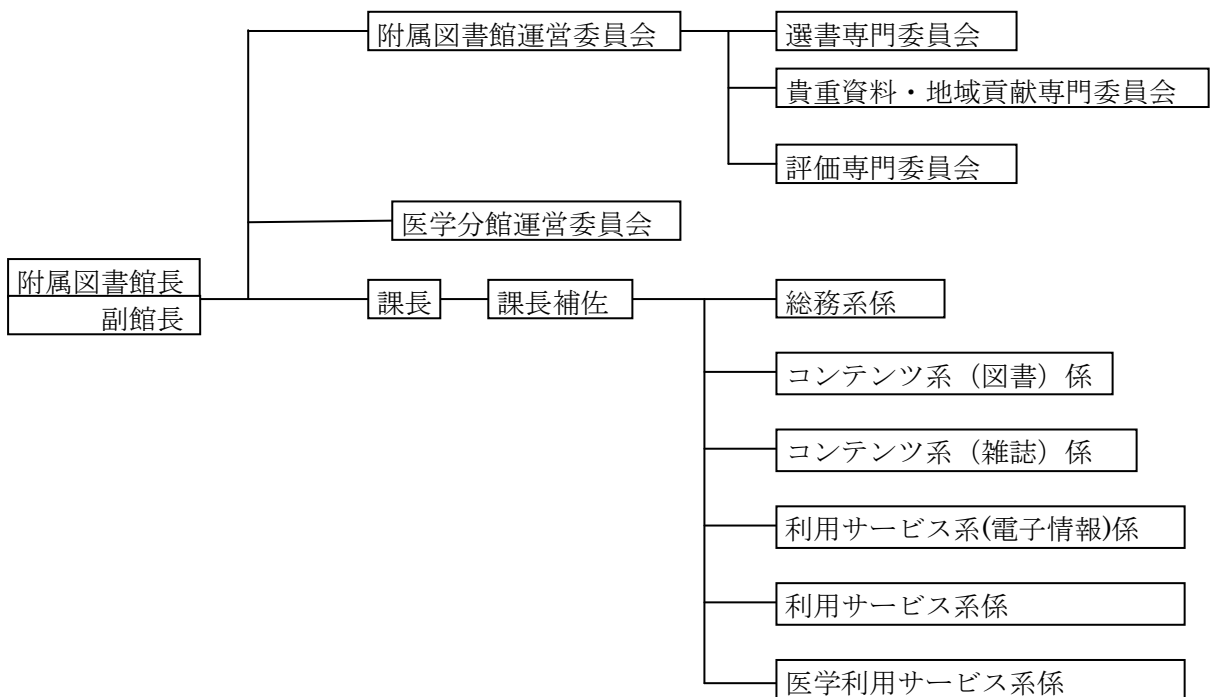 附属図書館運営委員会
選書専門委員会
貴重資料・地域貢献専門委員会
評価専門委員会
医学分館運営委員会
附属図書館長
副館長
課長
課長補佐
総務系係
コンテンツ系（図書）係
コンテンツ系（雑誌）係
利用サービス系(電子情報)係
利用サービス系係
医学利用サービス系係